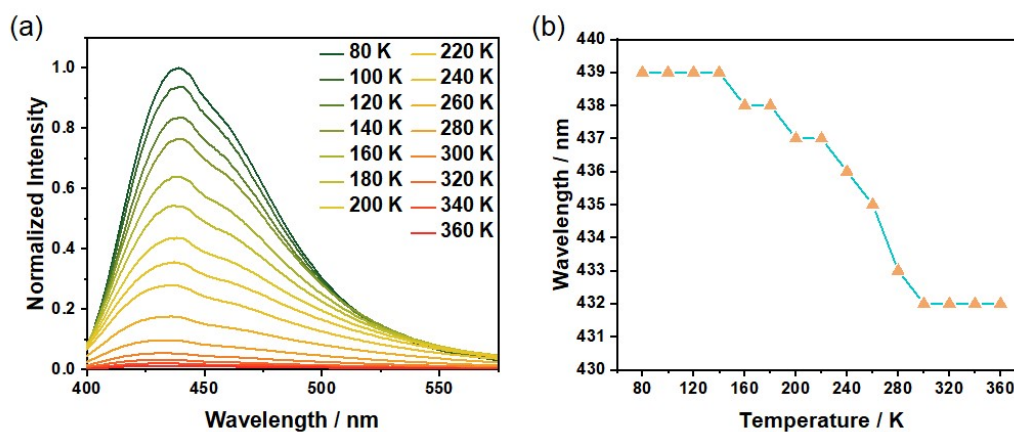 (a)
Normalized Intensity
1.0
0.8
0.6
0.4
0.2
0.0
400
450
500
550
Wavelength / nm
80 K
100 K
120 K
140 K
160 K
180 K
200 K
220 K
240 K
260 K
280 K
300 K
320 K
340 K
360 K
(b)
Wavelength / nm
440
439
438
437
436
435
434
433
432
431
430
80
120
160
200
240
280
320
360
Temperature / K